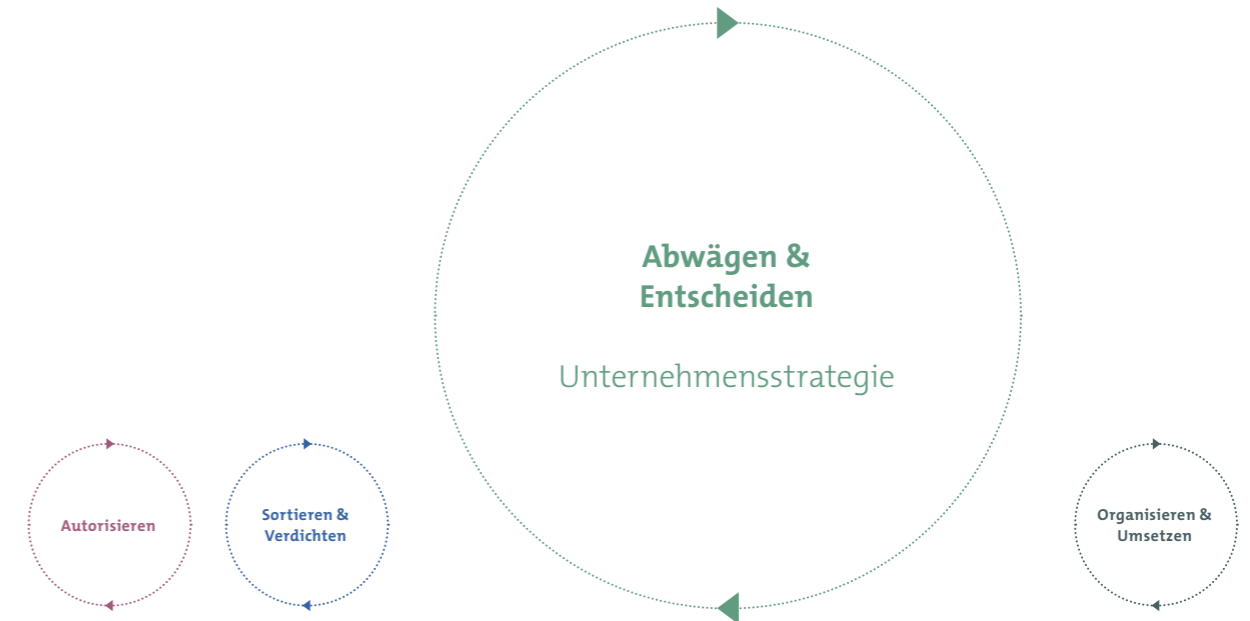 Abwägen &
Entscheiden
Unternehmensstrategie
Autorisieren
Sortieren &
Verdichten
Organisieren &
Umsetzen